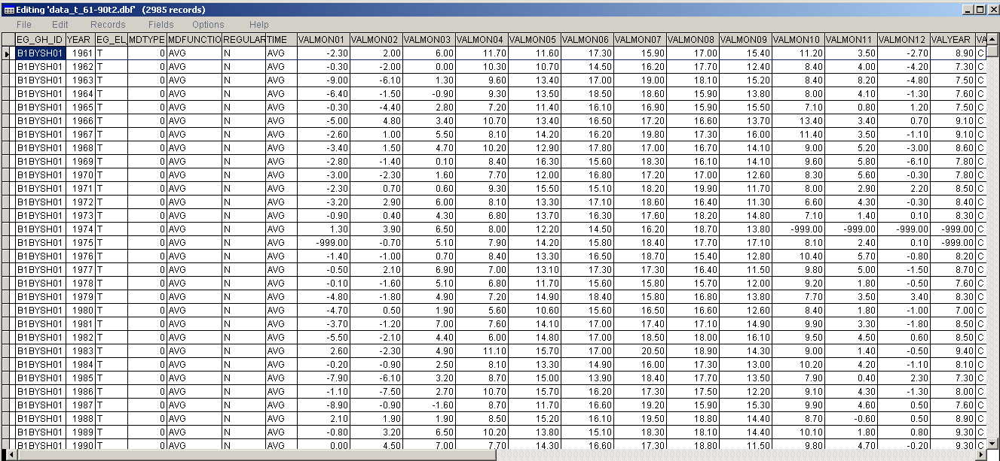 Editing 'data_t_61-90t2.dbf' (2985 records)
File Edit Records Fields Options Help
EG_GH_ID YEAR EG_EL MDTYPE MDFUNCTIO REGULAR TIME VALMON01 VALMON02 VALMON03 VALMON04 VALMON05 VALMON06 VALMON07 VALMON08 VALMON09 VALMON10 VALMON11 VALMON12 VALYEAR VA
B1BYSH01 1961 T 0 AVG N AVG -2.30 2.00 6.00 11.70 11.60 17.30 15.90 17.00 15.40 11.20 3.50 -2.70 8.90 C
B1BYSH01 1962 T 0 AVG N AVG -0.30 -2.00 0.00 10.30 10.70 14.50 16.20 17.70 12.40 8.40 4.00 -4.20 7.30 C
B1BYSH01 1963 T 0 AVG N AVG -9.00 -6.10 1.30 9.60 13.40 17.00 19.00 18.10 15.20 8.40 8.20 -4.80 7.50 C
B1BYSH01 1964 T 0 AVG N AVG -6.40 -1.50 -0.90 9.30 13.50 18.50 18.60 15.90 13.80 8.00 4.10 -1.30 7.60 C
B1BYSH01 1965 T 0 AVG N AVG -0.30 -4.40 2.80 7.20 11.40 16.10 16.90 15.90 15.50 7.10 0.80 1.20 7.50 C
B1BYSH01 1966 T 0 AVG N AVG -5.00 4.80 3.40 10.70 13.40 16.50 17.20 16.60 13.70 13.40 3.40 0.70 9.10 C
B1BYSH01 1967 T 0 AVG N AVG -2.60 1.00 5.50 8.10 14.20 16.20 19.80 17.30 16.00 11.40 3.50 -1.10 9.10 C
B1BYSH01 1968 T 0 AVG N AVG -3.40 1.50 4.70 10.20 12.90 17.80 17.00 16.70 14.10 9.00 5.20 -3.00 8.60 C
B1BYSH01 1969 T 0 AVG N AVG -2.80 -1.40 0.10 8.40 16.30 15.60 18.30 16.10 14.10 9.60 5.80 -6.10 7.80 C
B1BYSH01 1970 T 0 AVG N AVG -3.00 -2.30 1.60 7.70 12.00 16.80 17.20 17.00 12.60 8.30 5.60 -0.30 7.80 C
B1BYSH01 1971 T 0 AVG N AVG -2.30 0.70 0.60 9.30 15.50 15.10 18.20 19.90 11.70 8.00 2.90 2.20 8.50 C
B1BYSH01 1972 T 0 AVG N AVG -3.20 2.90 6.00 8.10 13.30 17.10 18.60 16.40 11.30 6.60 4.30 -0.30 8.40 C
B1BYSH01 1973 T 0 AVG N AVG -0.90 0.40 4.30 6.80 13.70 16.30 17.60 18.20 14.80 7.10 1.40 0.10 8.30 C
B1BYSH01 1974 T 0 AVG N AVG 1.30 3.90 6.50 8.00 12.20 14.50 16.20 18.70 13.80 -999.00 -999.00 -999.00 -999.00 C
B1BYSH01 1975 T 0 AVG N AVG -999.00 -0.70 5.10 7.90 14.20 15.80 18.40 17.70 17.10 8.10 2.40 0.10 -999.00 C
B1BYSH01 1976 T 0 AVG N AVG -1.40 -1.00 0.70 8.40 13.30 16.50 18.70 15.40 12.80 10.40 5.70 -0.80 8.20 C
B1BYSH01 1977 T 0 AVG N AVG -0.50 2.10 6.90 7.00 13.10 17.30 17.30 16.40 11.50 9.80 5.00 -1.50 8.70 C
B1BYSH01 1978 T 0 AVG N AVG -0.10 -1.60 5.10 6.80 11.70 15.60 15.80 15.70 12.00 9.20 1.80 -0.50 7.60 C
B1BYSH01 1979 T 0 AVG N AVG -4.80 -1.80 4.90 7.20 14.90 18.40 15.80 16.80 13.80 7.70 3.50 3.40 8.30 C
B1BYSH01 1980 T 0 AVG N AVG -4.70 0.50 1.90 5.60 10.60 15.60 16.50 16.60 12.60 8.40 1.80 -1.00 7.00 C
B1BYSH01 1981 T 0 AVG N AVG -3.70 -1.20 7.00 7.60 14.10 17.00 17.40 17.10 14.90 9.90 3.30 -1.80 8.50 C
B1BYSH01 1982 T 0 AVG N AVG -5.50 -2.10 4.40 6.00 14.80 17.00 18.50 18.00 16.10 9.50 4.50 0.60 8.50 C
B1BYSH01 1983 T 0 AVG N AVG 2.60 -2.30 4.90 11.10 15.70 17.00 20.50 18.90 14.30 9.00 1.40 -0.50 9.40 C
B1BYSH01 1984 T 0 AVG N AVG -0.20 -0.90 2.50 8.10 13.30 14.90 16.00 17.30 13.00 10.20 4.20 -1.10 8.10 C
B1BYSH01 1985 T 0 AVG N AVG -7.90 -6.10 3.20 8.70 15.00 13.90 18.40 17.70 13.50 7.90 0.40 2.30 7.30 C
B1BYSH01 1986 T 0 AVG N AVG -1.10 -7.50 2.70 10.70 15.70 16.20 17.30 17.50 12.20 9.10 4.30 -1.30 8.00 C
B1BYSH01 1987 T 0 AVG N AVG -8.90 -0.90 -1.60 8.70 11.70 16.60 19.20 15.90 15.30 9.90 4.60 0.50 7.60 C
B1BYSH01 1988 T 0 AVG N AVG 2.10 1.90 1.90 8.50 15.20 16.10 19.50 18.80 14.40 8.70 -0.60 0.50 8.90 C
B1BYSH01 1989 T 0 AVG N AVG -0.80 3.20 6.50 10.20 13.80 15.10 18.30 18.10 14.40 10.10 1.80 0.80 9.30 C
B1BYSH01 1990 T 0 AVG N AVG 0.00 4.50 7.00 7.70 14.60 16.50 17.30 18.50 11.50 9.80 4.70 -0.20 9.30 C